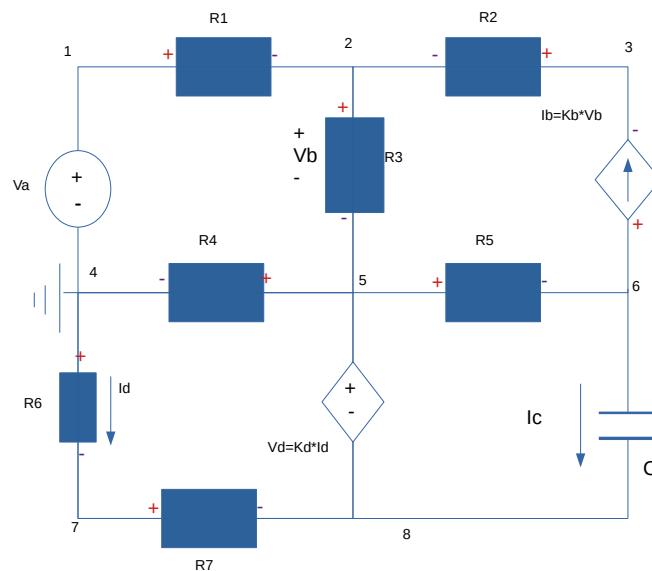 R1
R2
1
2
3
+
-
-
+
Ib=Kb*Vb
+
+
Vb
-
R3
-
Va
+
-
-
+
R4
R5
4
5
6
-
+
+
-
+
R6
Id
-
+
-
Vd=Kd*Id
Ic
C
7
+
-
8
R7